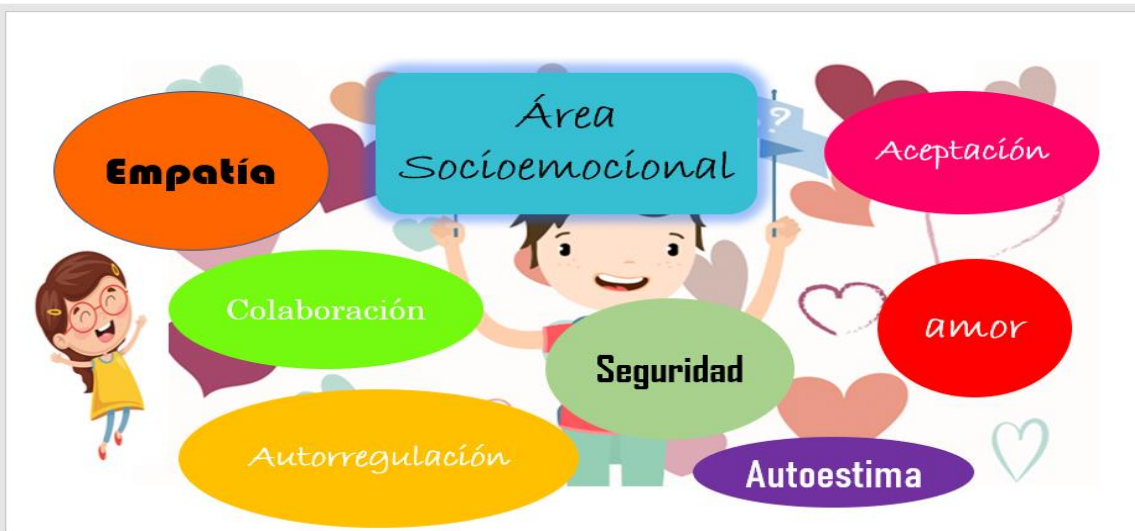 Área
Socioemocional
Empatía
Aceptación
Colaboración
amor
Seguridad
Autorregulación
Autoestima
?